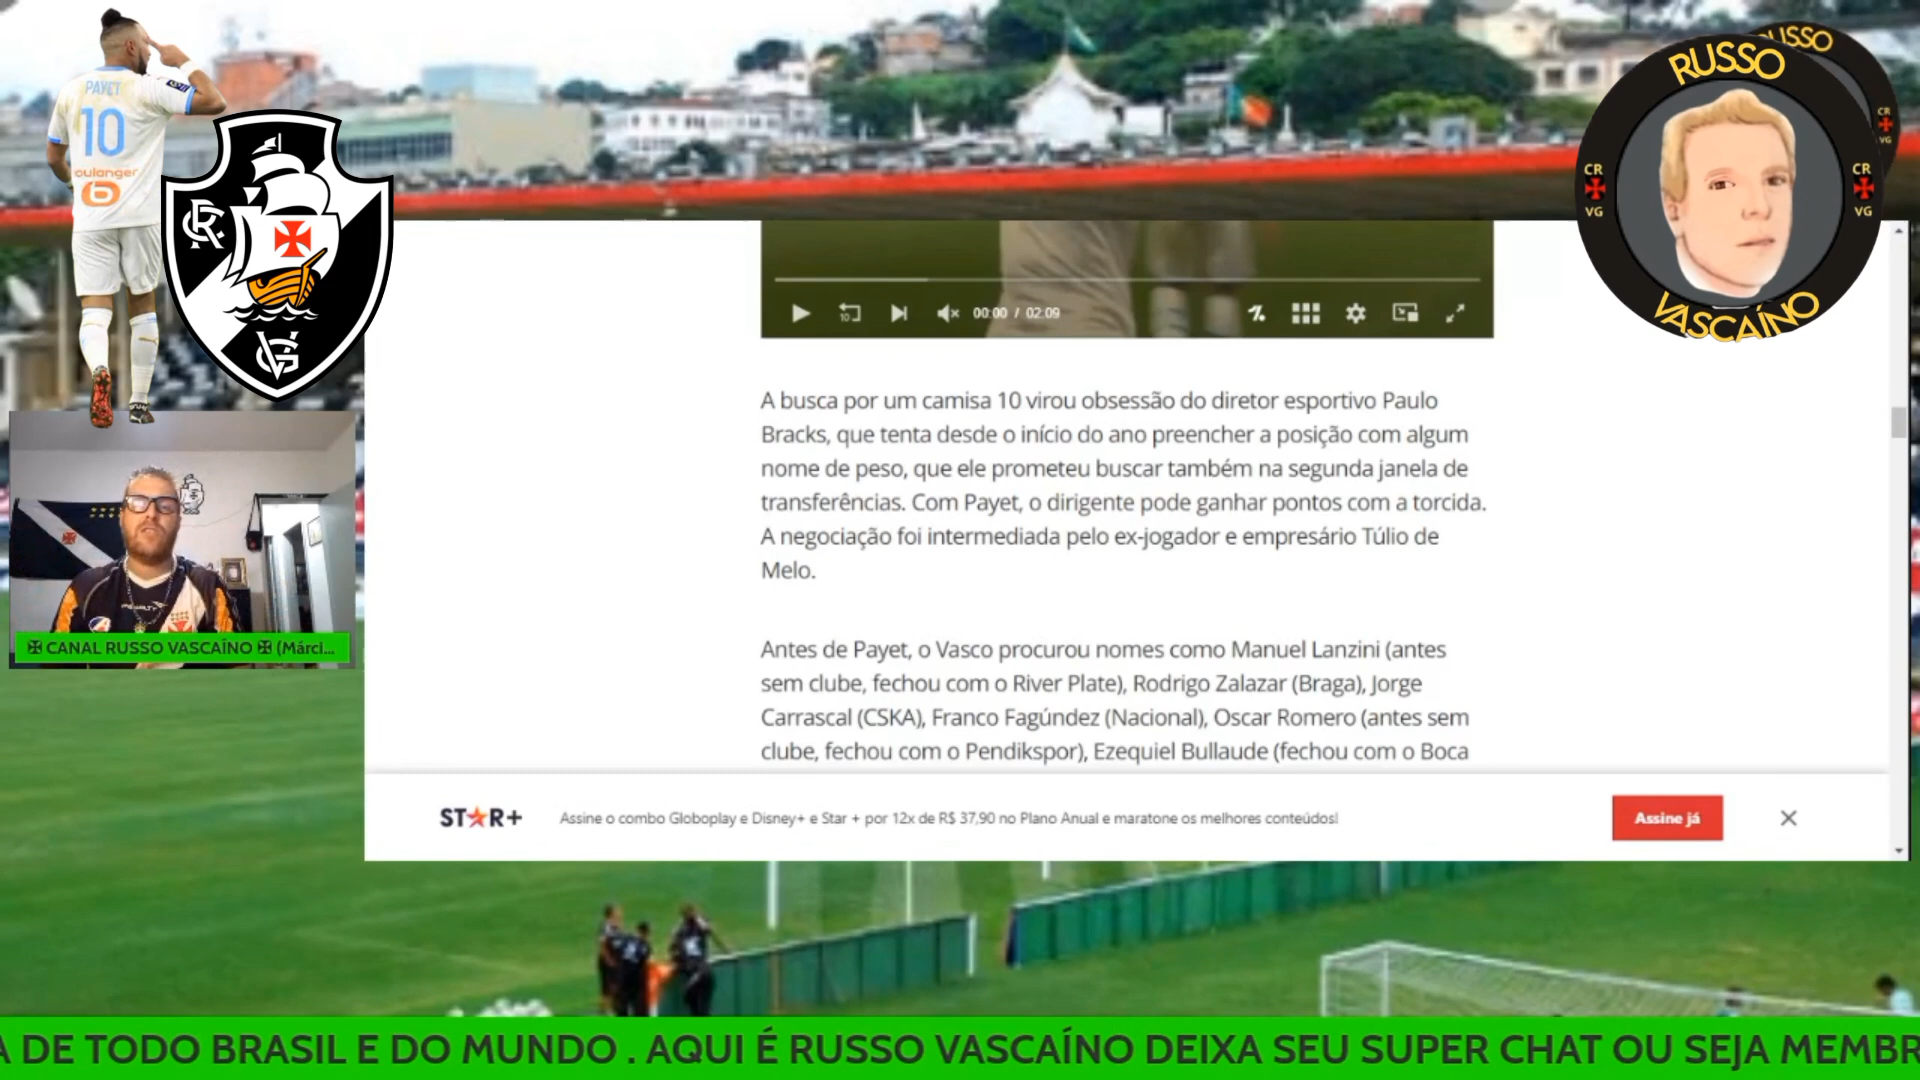 PAYET
10
oulanger
CR
VG
RUSSO
VASCAÍNO
CR
VG
CR
VG
USSO
CR
VG
00:00 / 02:09
A busca por um camisa 10 virou obsessão do diretor esportivo Paulo
Bracks, que tenta desde o início do ano preencher a posição com algum
nome de peso, que ele prometeu buscar também na segunda janela de
transferências. Com Payet, o dirigente pode ganhar pontos com a torcida.
A negociação foi intermediada pelo ex-jogador e empresário Túlio de
Melo.
Antes de Payet, o Vasco procurou nomes como Manuel Lanzini (antes
sem clube, fechou com o River Plate), Rodrigo Zalazar (Braga), Jorge
Carrascal (CSKA), Franco Fagúndez (Nacional), Oscar Romero (antes sem
clube, fechou com o Pendikspor), Ezequiel Bullaude (fechou com o Boca
PENALTY
✠ CANAL RUSSO VASCAÍNO ✠ (Márci...
STAR+
Assine o combo Globoplay e Disney+ e Star + por 12x de R$ 37,90 no Plano Anual e maratone os melhores conteúdos!
Assine já
A DE TODO BRASIL E DO MUNDO . AQUI É RUSSO VASCAÍNO DEIXA SEU SUPER CHAT OU SEJA MEMBR